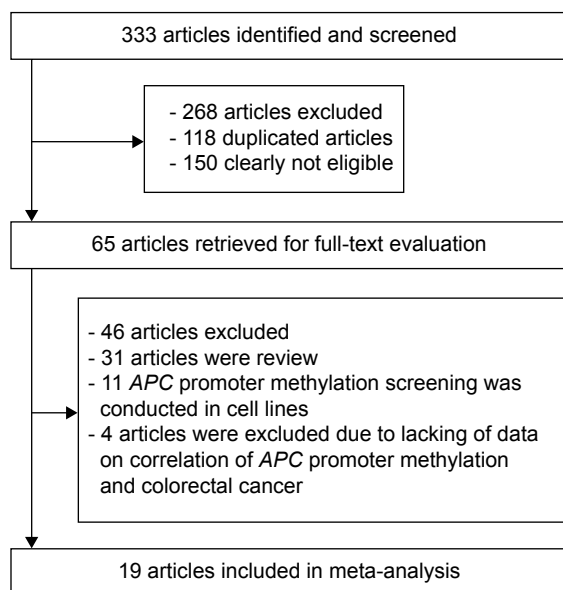 333 articles identified and screened
- 268 articles excluded
- 118 duplicated articles
- 150 clearly not eligible
65 articles retrieved for full-text evaluation
- 46 articles excluded
- 31 articles were review
- 11 APC promoter methylation screening was
conducted in cell lines
- 4 articles were excluded due to lacking of data
on correlation of APC promoter methylation
and colorectal cancer
19 articles included in meta-analysis